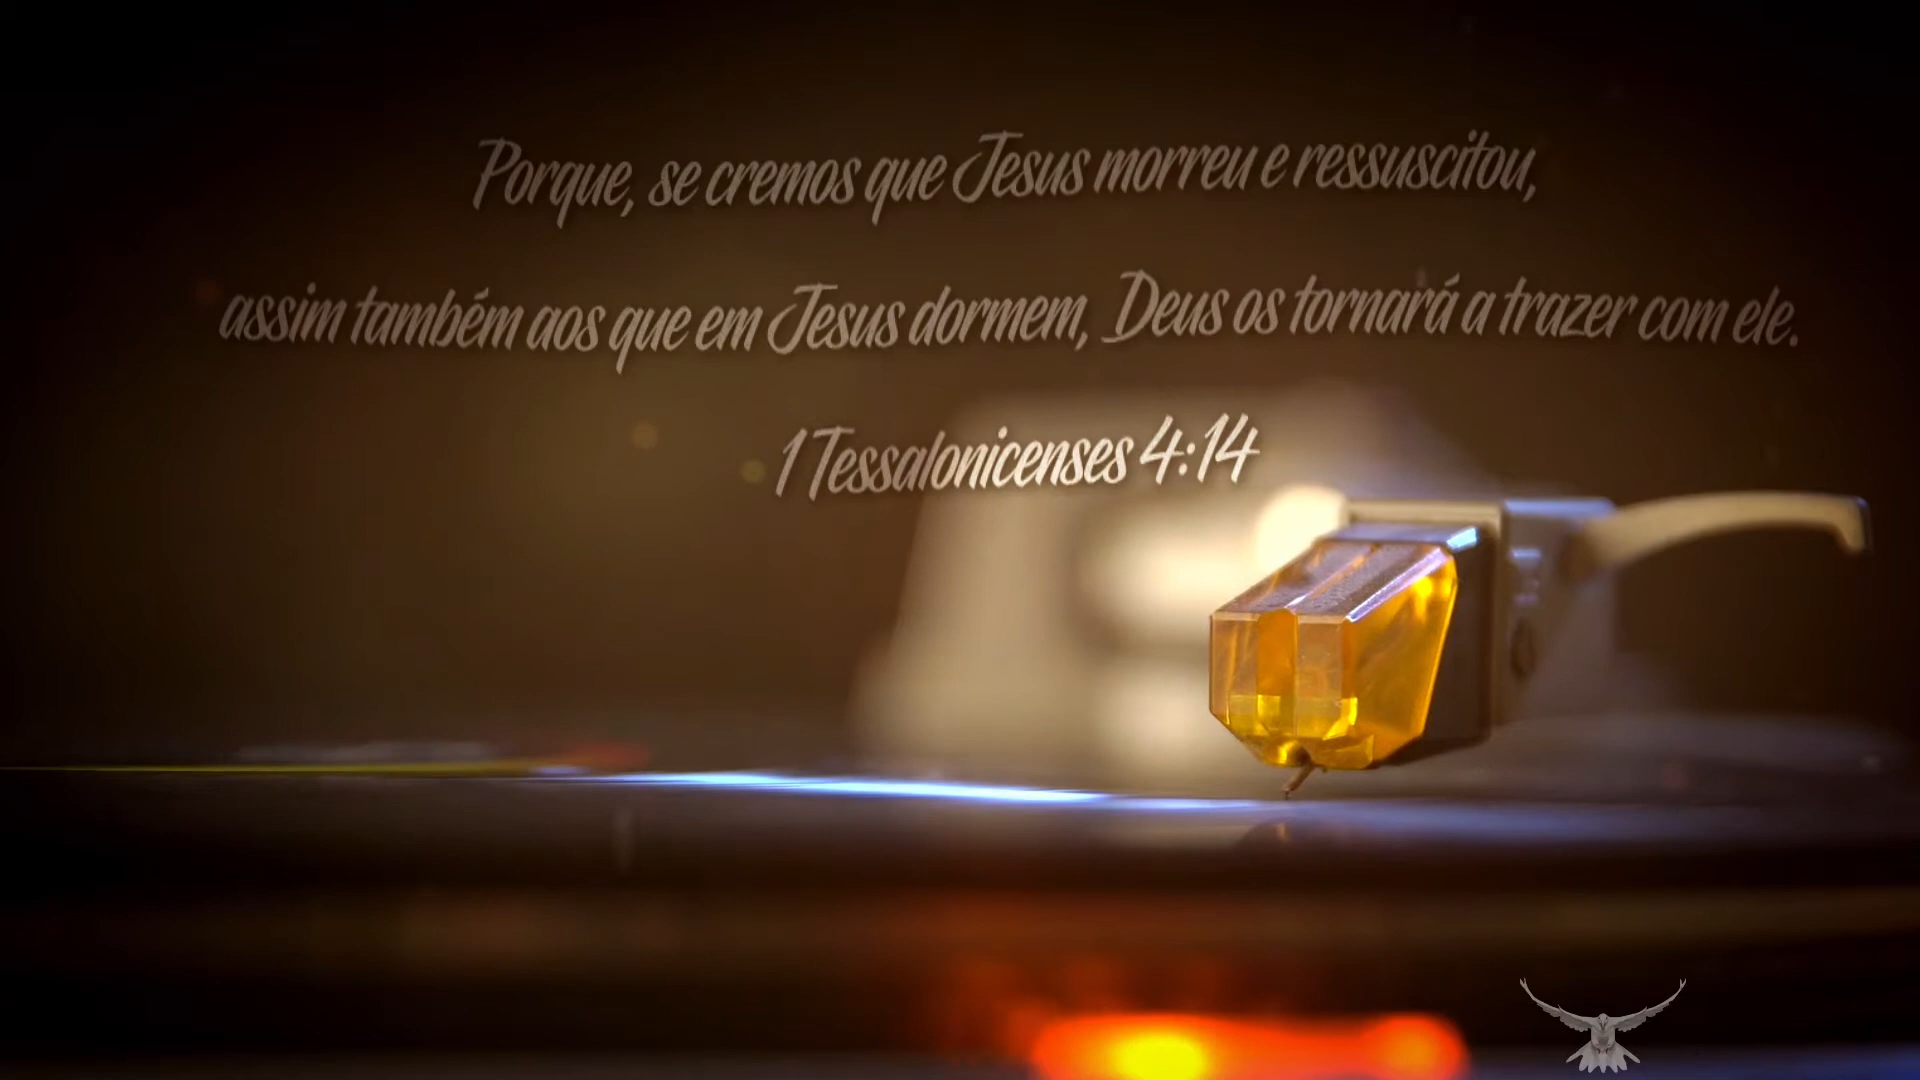 Porque, se cremos que Jesus morreu e ressuscitou,
assim também aos que em Jesus dormem, Deus os tornará a trazer com ele.
1 Tessalonicenses 4:14